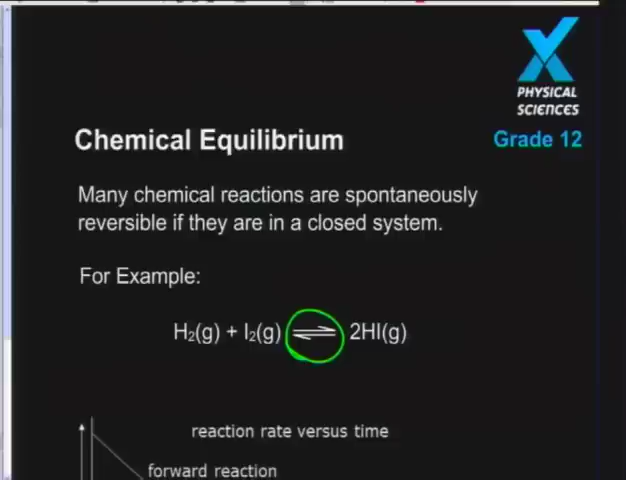 PHYSICAL
SCIENCES
Grade 12
Chemical Equilibrium
Many chemical reactions are spontaneously
reversible if they are in a closed system.
For Example:
H₂(g) + I₂(g) ⇌ 2HI(g)
reaction rate versus time
forward reaction